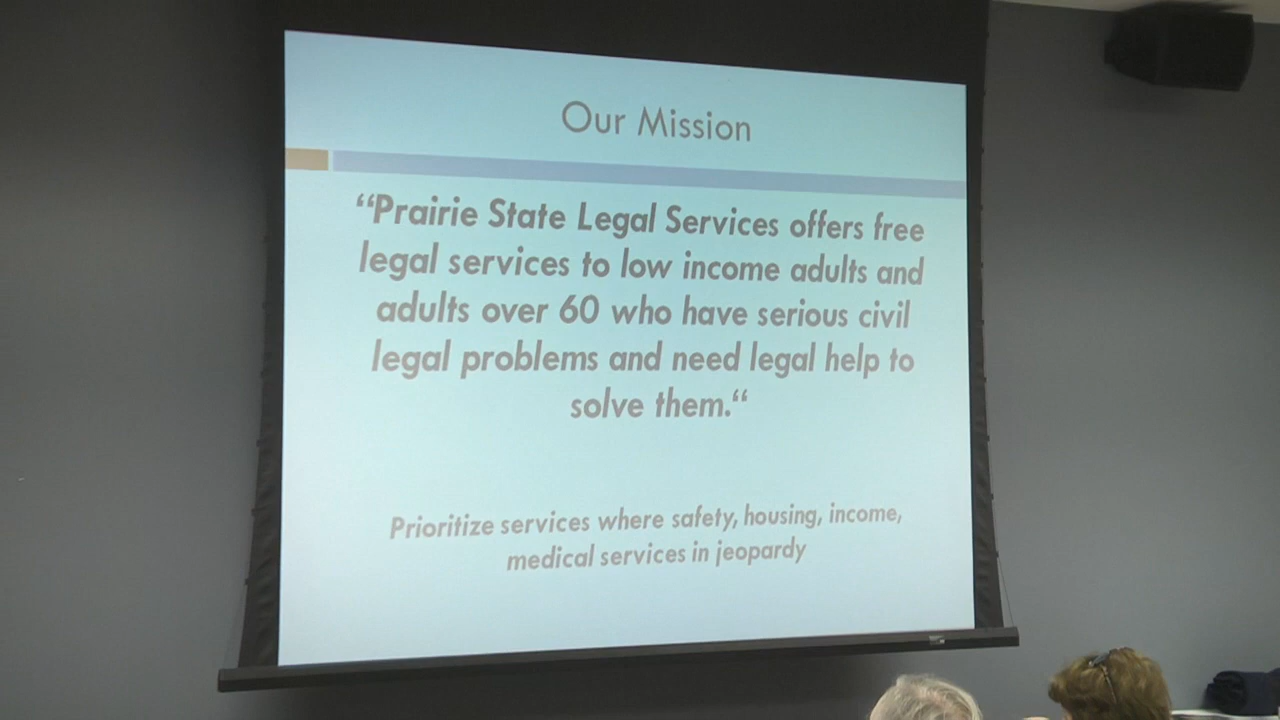 Our Mission
“Prairie State Legal Services offers free
legal services to low income adults and
adults over 60 who have serious civil
legal problems and need legal help to
solve them.“
Prioritize services where safety, housing, income,
medical services in jeopardy